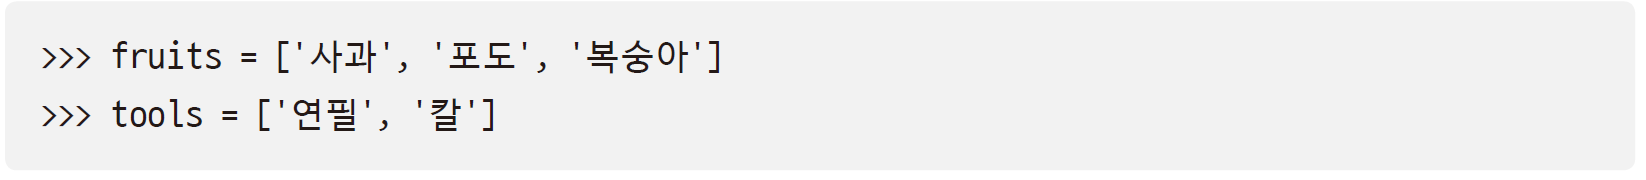 >>> fruits = ['사과', '포도', '복숭아']
>>> tools = ['연필', '칼']